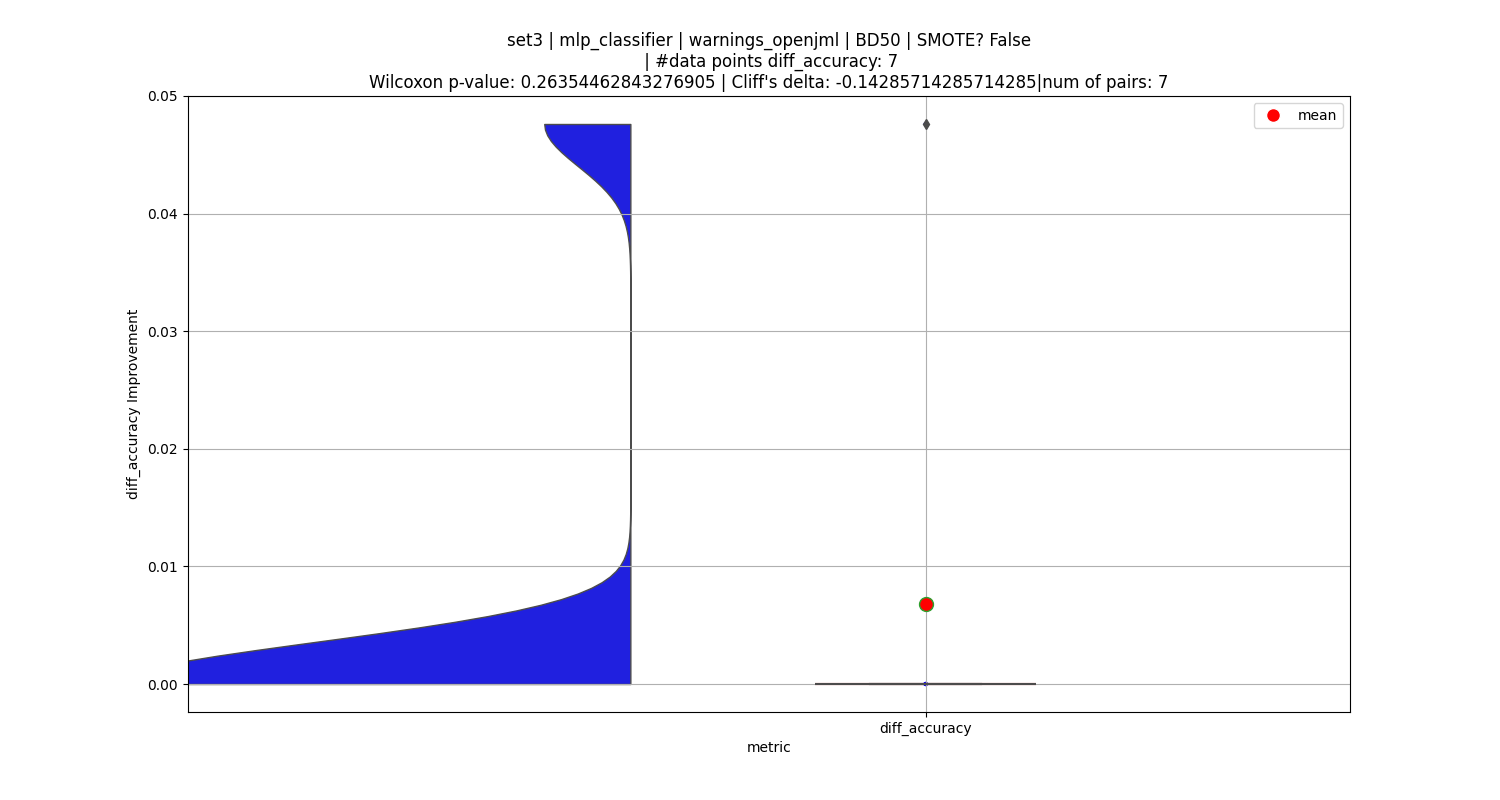 set3 | mlp_classifier | warnings_openjml | BD50 | SMOTE? False
| #data points diff_accuracy: 7
Wilcoxon p-value: 0.26354462843276905 | Cliff's delta: -0.14285714285714285|num of pairs: 7
0.05
mean
0.04
0.03
diff_accuracy Improvement
0.02
0.01
0.00
diff_accuracy
metric